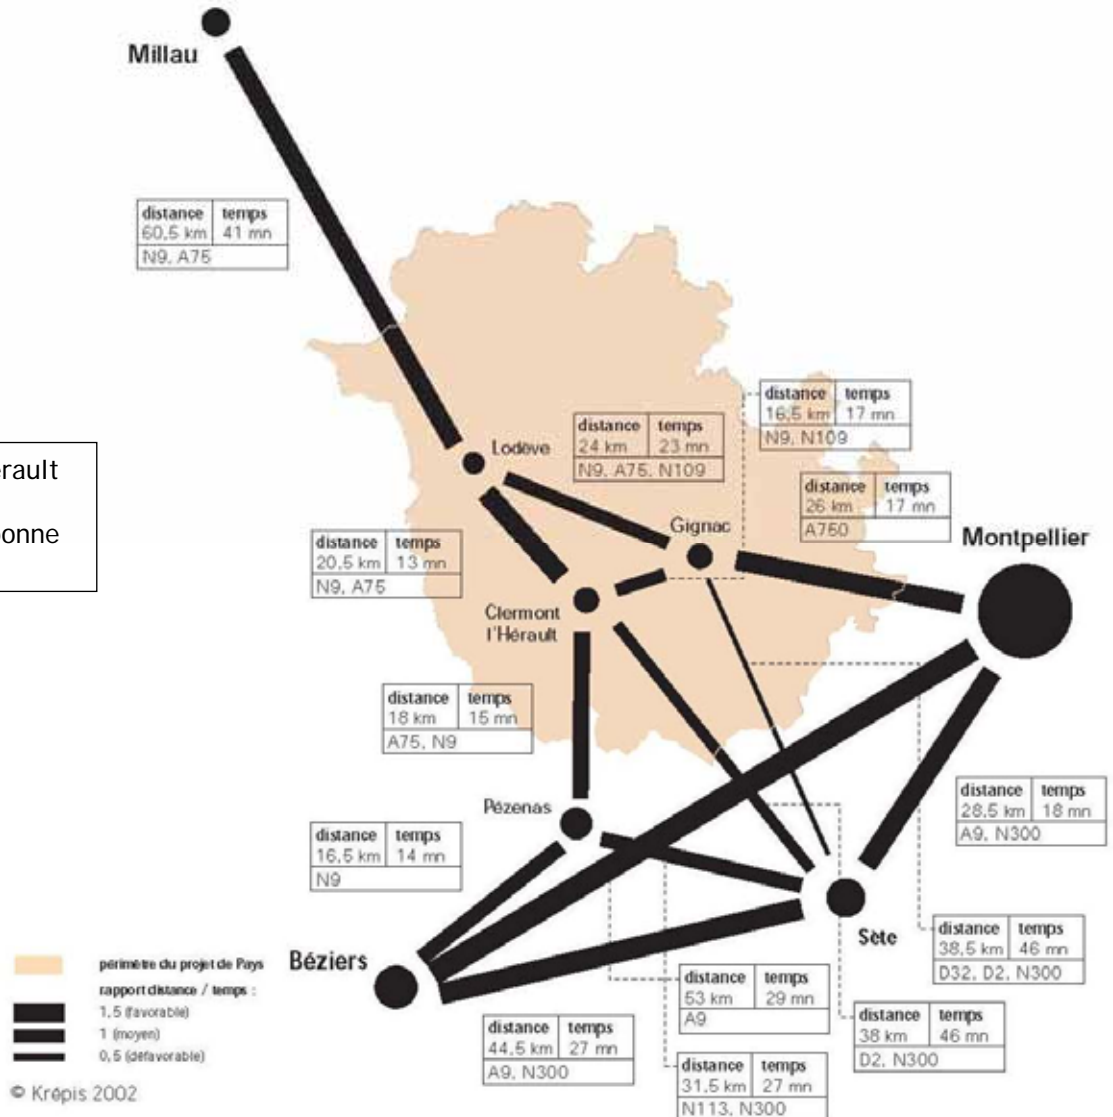 Millau
distance temps
60,5 km 41 mn
N9, A75
distance temps
16,5 km 17 mn
N9, N109
Lodève
distance temps
24 km 23 mn
N9, A75, N109
érault
onne
distance temps
26 km 17 mn
A750
Gignac
Montpellier
distance temps
20,5 km 13 mn
N9, A75
Clermont
l'Hérault
distance temps
18 km 15 mn
A75, N9
distance temps
28,5 km 18 mn
A9, N300
Pézenas
distance temps
16,5 km 14 mn
N9
Sète
distance temps
38,5 km 46 mn
D32, D2, N300
Béziers
distance temps
53 km 29 mn
A9
distance temps
38 km 46 mn
D2, N300
distance temps
44,5 km 27 mn
A9, N300
distance temps
31,5 km 27 mn
N113, N300
périmètre du projet de Pays
rapport distance / temps :
1,5 (favorable)
1 (moyen)
0,5 (défavorable)
© Krépis 2002